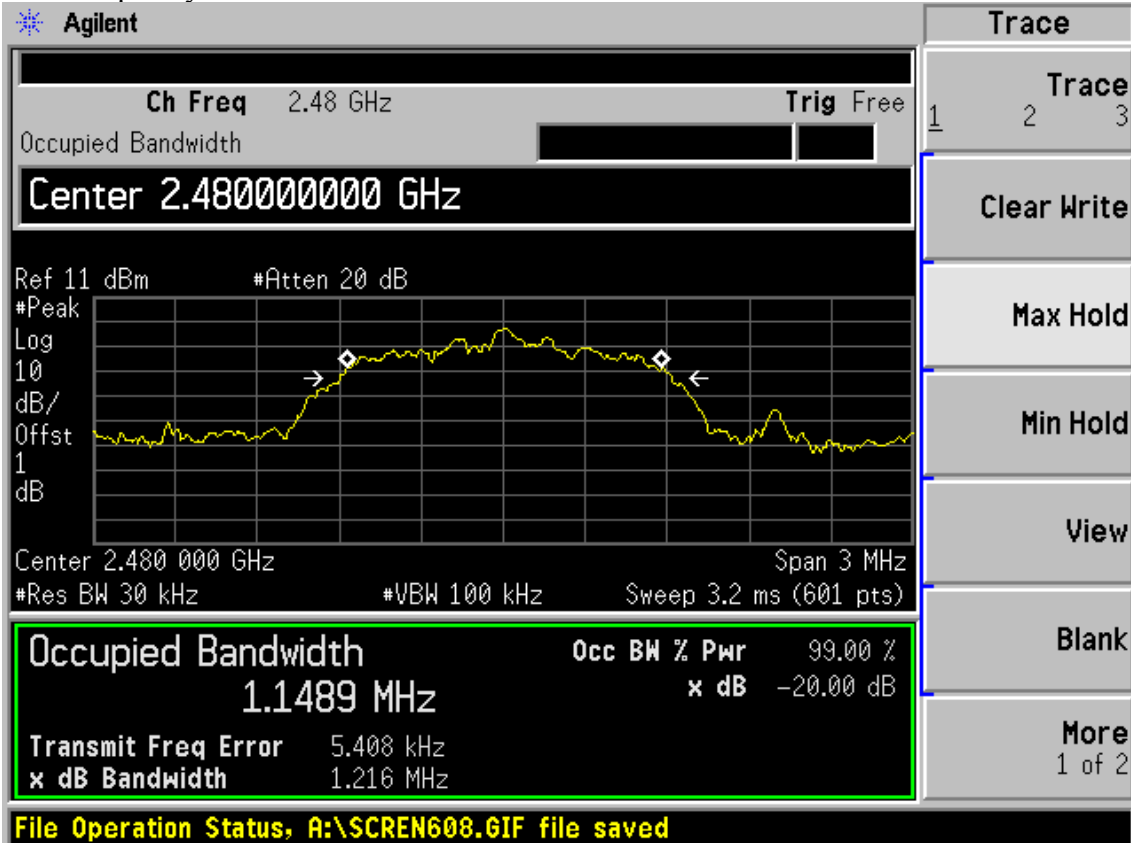 Agilent
Trace
Ch Freq 2.48 GHz Trig Free
Occupied Bandwidth
Center 2.480000000 GHz
Ref 11 dBm #Atten 20 dB
#Peak
Log
10
dB/
Offst
1
dB
Center 2.480 000 GHz Span 3 MHz
#Res BW 30 kHz #VBW 100 kHz Sweep 3.2 ms (601 pts)
Occupied Bandwidth
1.1489 MHz
Occ BW % Pwr 99.00 %
x dB -20.00 dB
Transmit Freq Error 5.408 kHz
x dB Bandwidth 1.216 MHz
File Operation Status, A:\SCREN608.GIF file saved
Trace
1 2 3
Clear Write
Max Hold
Min Hold
View
Blank
More
1 of 2